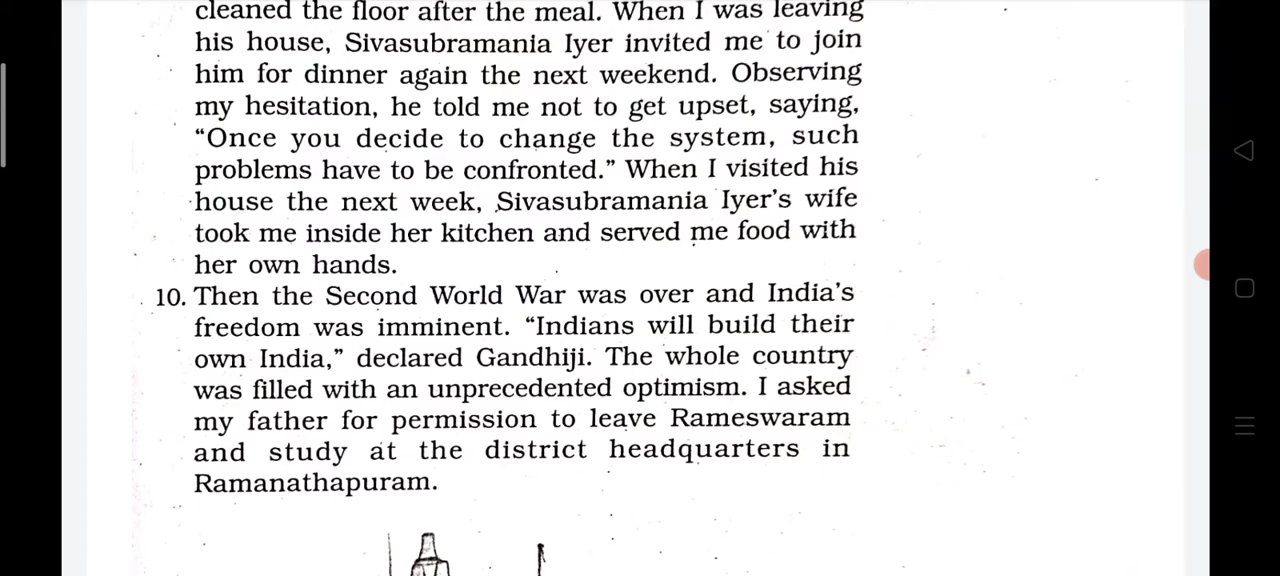 cleaned the floor after the meal. When I was leaving
his house, Sivasubramania Iyer invited me to join
him for dinner again the next weekend. Observing
my hesitation, he told me not to get upset, saying,
“Once you decide to change the system, such
problems have to be confronted.” When I visited his
house the next week, Sivasubramania Iyer’s wife
took me inside her kitchen and served me food with
her own hands.
10. Then the Second World War was over and India’s
freedom was imminent. “Indians will build their
own India,” declared Gandhiji. The whole country
was filled with an unprecedented optimism. I asked
my father for permission to leave Rameswaram
and study at the district headquarters in
Ramanathapuram.